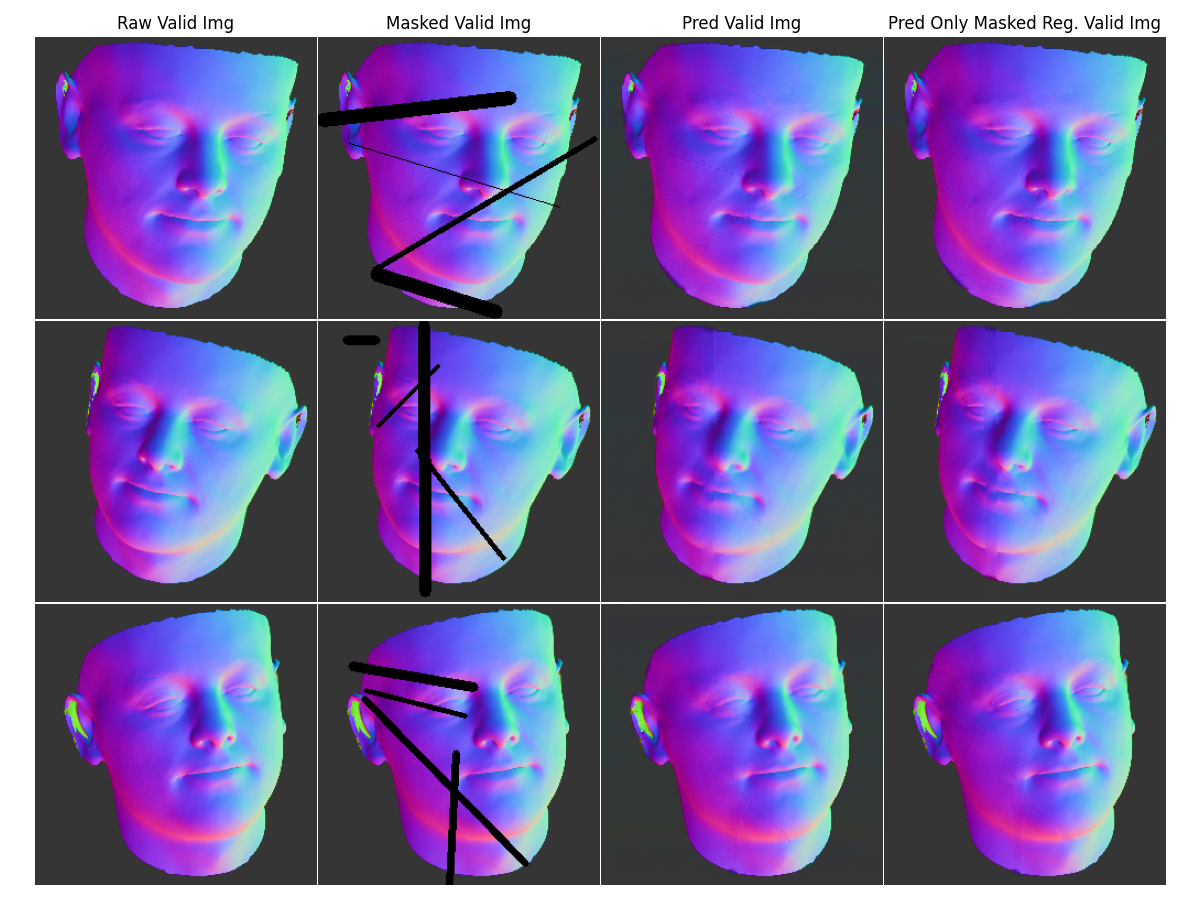 Raw Valid Img
Masked Valid Img
Pred Valid Img
Pred Only Masked Reg. Valid Img